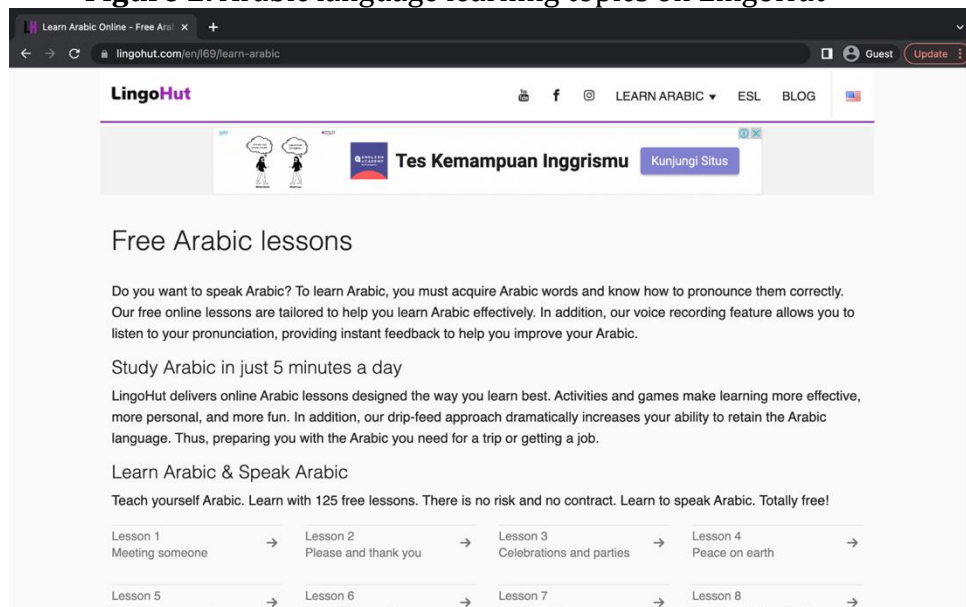 Figure 2. Arabic language learning topics on LingoHut
Learn Arabic Online - Free Ara
lingohut.com/en/l69/learn-arabic
Guest
Update
LingoHut
LEARN ARABIC
ESL
BLOG
Tes Kemampuan Inggrismu
Kunjungi Situs
Free Arabic lessons
Do you want to speak Arabic? To learn Arabic, you must acquire Arabic words and know how to pronounce them correctly.
Our free online lessons are tailored to help you learn Arabic effectively. In addition, our voice recording feature allows you to
listen to your pronunciation, providing instant feedback to help you improve your Arabic.
Study Arabic in just 5 minutes a day
LingoHut delivers online Arabic lessons designed the way you learn best. Activities and games make learning more effective,
more personal, and more fun. In addition, our drip-feed approach dramatically increases your ability to retain the Arabic
language. Thus, preparing you with the Arabic you need for a trip or getting a job.
Learn Arabic & Speak Arabic
Teach yourself Arabic. Learn with 125 free lessons. There is no risk and no contract. Learn to speak Arabic. Totally free!
Lesson 1
Meeting someone
Lesson 2
Please and thank you
Lesson 3
Celebrations and parties
Lesson 4
Peace on earth
Lesson 5
Lesson 6
Lesson 7
Lesson 8